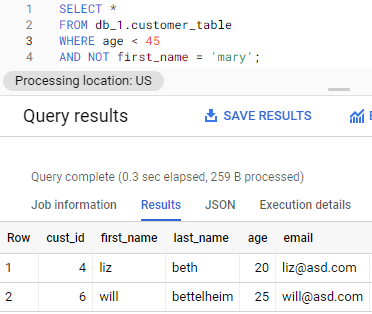 1 SELECT *
2 FROM db_1.customer_table
3 WHERE age < 45
4 AND NOT first_name = 'mary';
Processing location: US
Query results SAVE RESULTS
Query complete (0.3 sec elapsed, 259 B processed)
Job information Results JSON Execution details
Row cust_id first_name last_name age email
1 4 liz beth 20 liz@asd.com
2 6 will bettelheim 25 will@asd.com